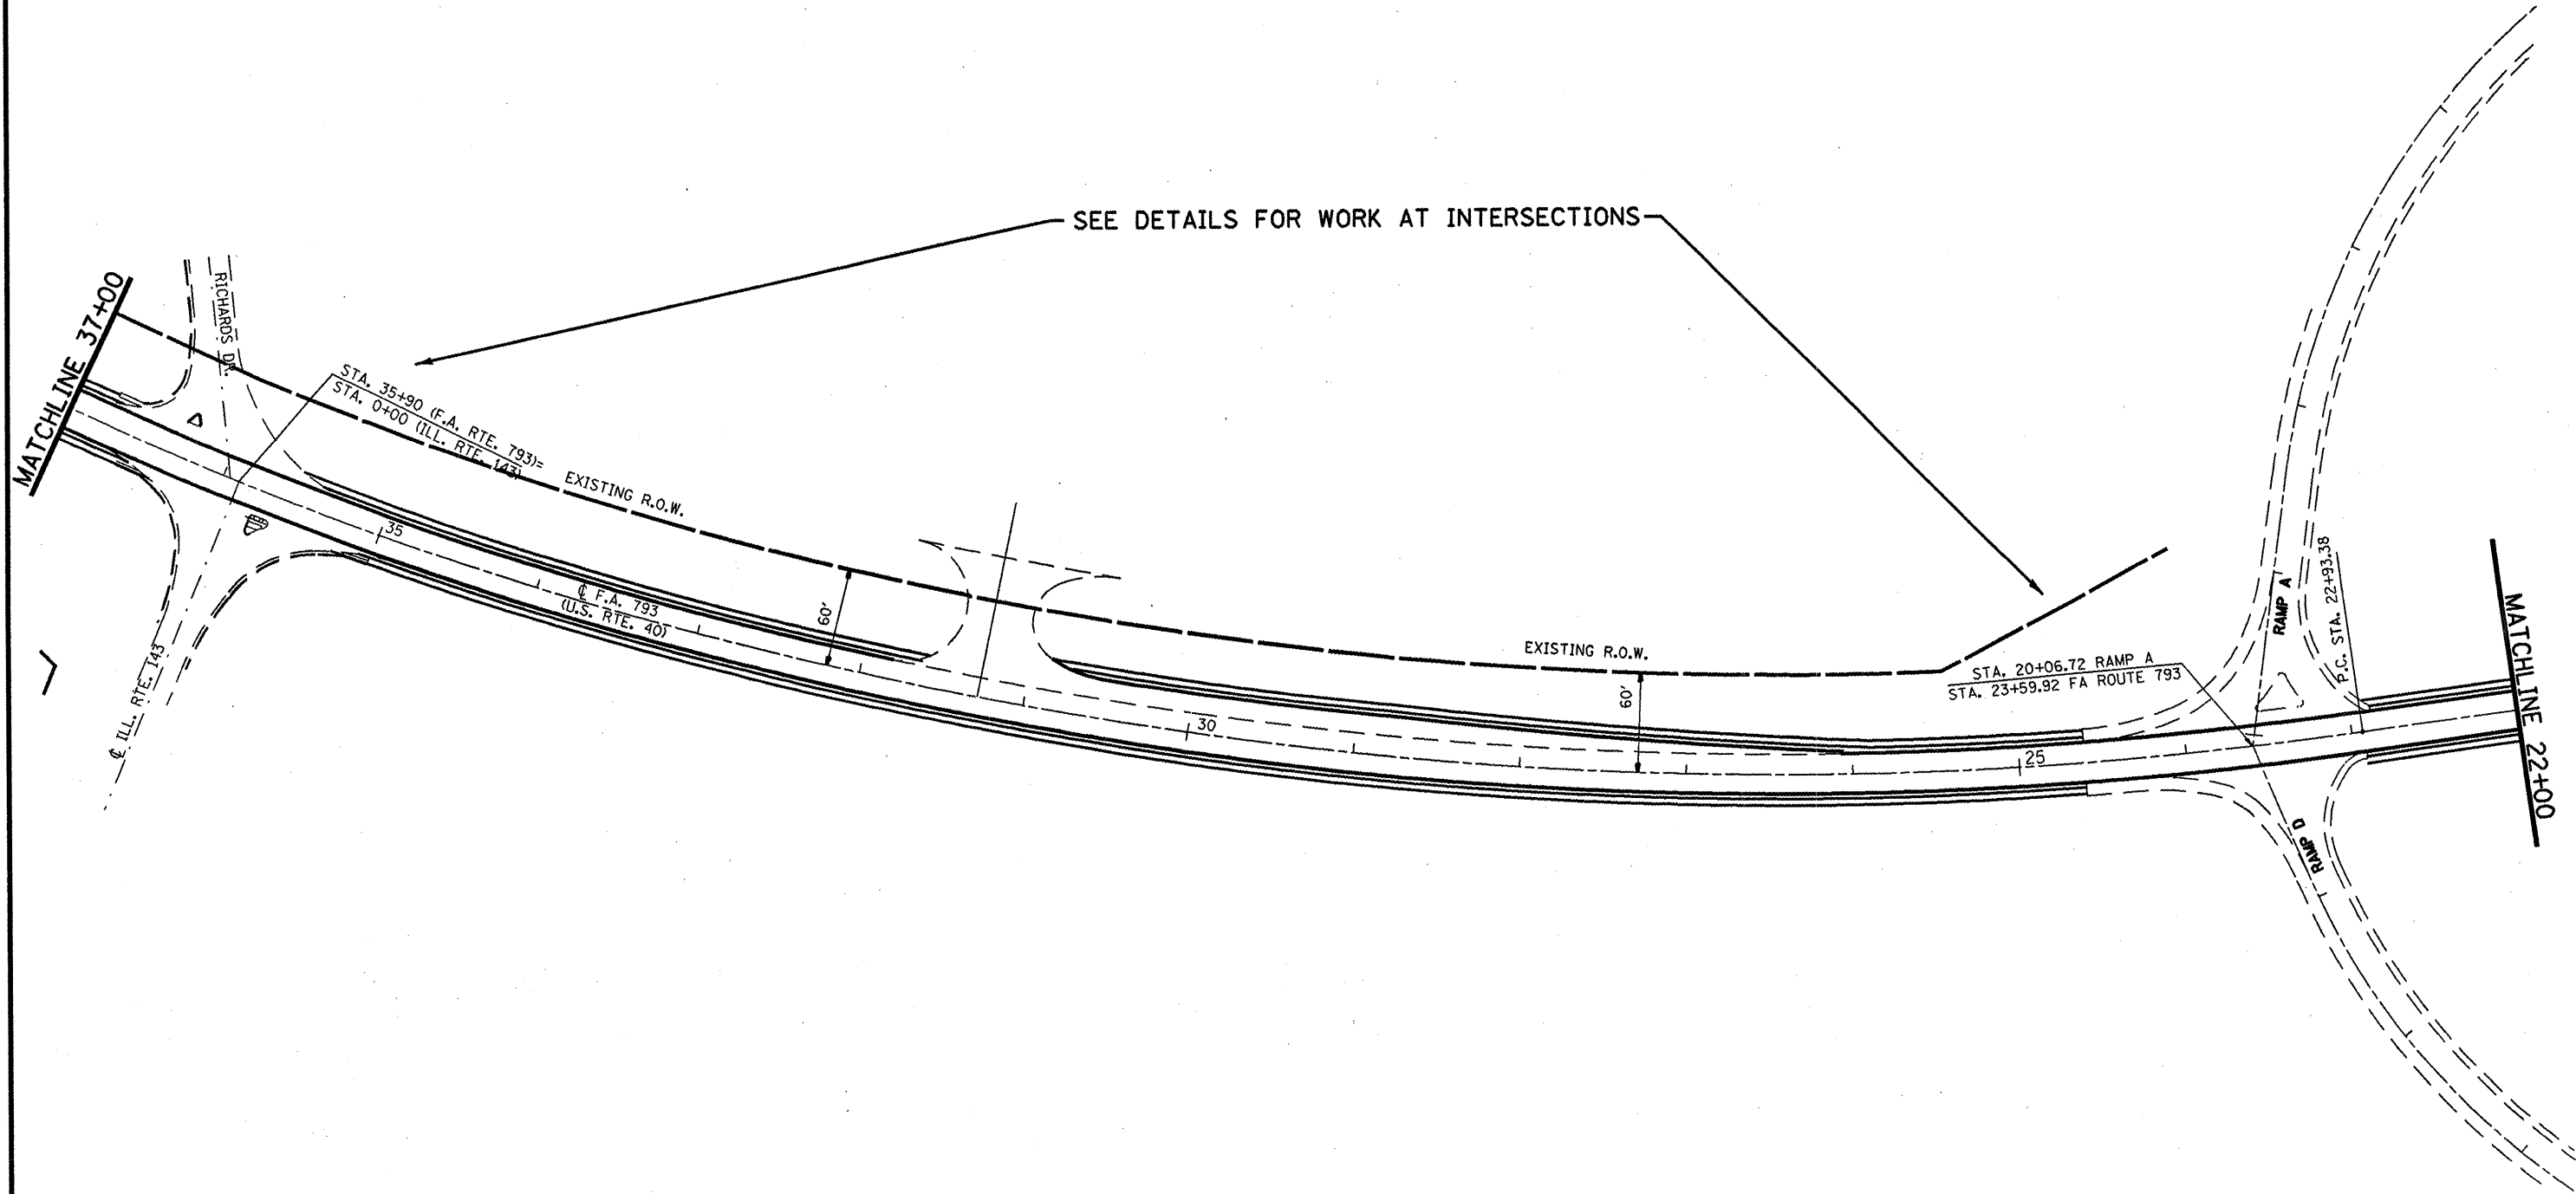 SEE DETAILS FOR WORK AT INTERSECTIONS
MATCHLINE 37+00
RICHARDS DR.
STA. 35+90 (F.A. RTE. 793)=
STA. 0+00 (ILL. RTE. 143)
EXISTING R.O.W.
35
℄ F.A. 793
(U.S. RTE. 40)
60'
℄ ILL. RTE. 143
30
EXISTING R.O.W.
60'
STA. 20+06.72 RAMP A
STA. 23+59.92 FA ROUTE 793
25
RAMP A
P.C. STA. 22+93.38
RAMP D
MATCHLINE 22+00